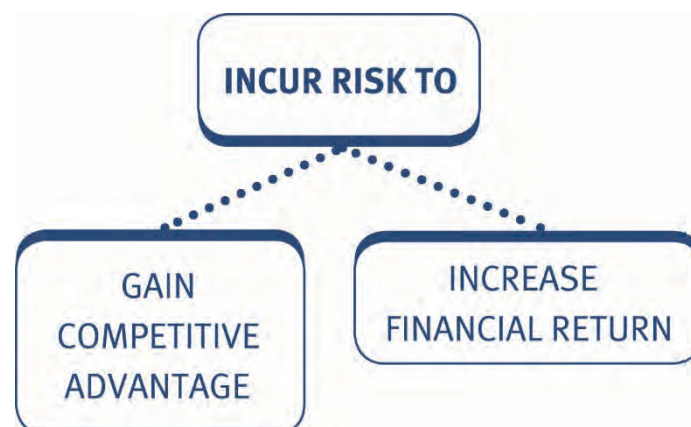 INCUR RISK TO
GAIN
COMPETITIVE
ADVANTAGE
INCREASE
FINANCIAL RETURN